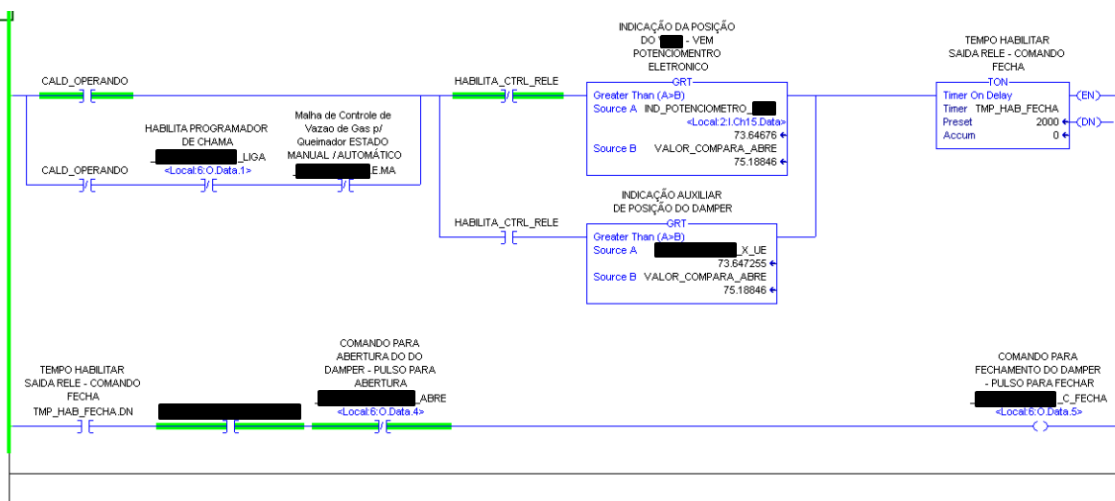 CALD_OPERANDO
HABILITA PROGRAMADOR
DE CHAMA
_LIGA
<Local:6:O.Data.1>
Malha de Controle de
Vazao de Gas p/
Queimador ESTADO
MANUAL / AUTOMÁTICO
E.MA
CALD_OPERANDO
HABILITA_CTRL_RELE
INDICAÇÃO DA POSIÇÃO
DO - VEM
POTENCIOMENTRO
ELETRONICO
GRT
Greater Than (A>B)
Source A IND_POTENCIOMETRO_
<Local:2:I.Ch15.Data>
73.64676
Source B VALOR_COMPARA_ABRE
75.18846
HABILITA_CTRL_RELE
INDICAÇÃO AUXILIAR
DE POSIÇÃO DO DAMPER
GRT
Greater Than (A>B)
Source A _X_UE
73.647255
Source B VALOR_COMPARA_ABRE
75.18846
TEMPO HABILITAR
SAIDA RELE - COMANDO
FECHA
TON
Timer On Delay
Timer TMP_HAB_FECHA
Preset 2000
Accum 0
EN
DN
TEMPO HABILITAR
SAIDA RELE - COMANDO
FECHA
TMP_HAB_FECHA.DN
COMANDO PARA
ABERTURA DO DO
DAMPER - PULSO PARA
ABERTURA
_ABRE
<Local:6:O.Data.4>
COMANDO PARA
FECHAMENTO DO DAMPER
- PULSO PARA FECHAR
_C_FECHA
<Local:6:O.Data.5>